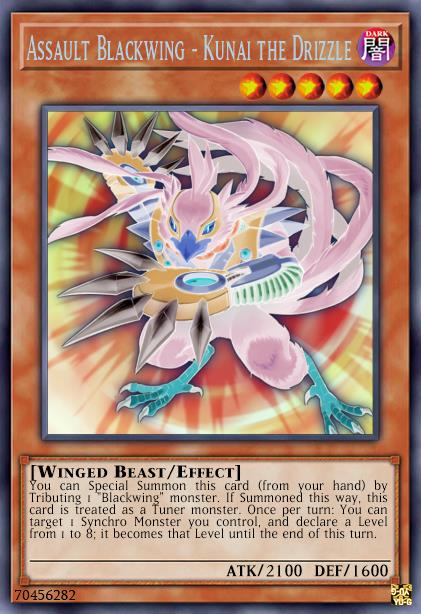 Assault Blackwing - Kunai the Drizzle
DARK
闇
[Winged Beast/Effect]
You can Special Summon this card (from your hand) by
Tributing 1 "Blackwing" monster. If Summoned this way, this
card is treated as a Tuner monster. Once per turn: You can
target 1 Synchro Monster you control, and declare a Level
from 1 to 8; it becomes that Level until the end of this turn.
ATK/2100 DEF/1600
70456282